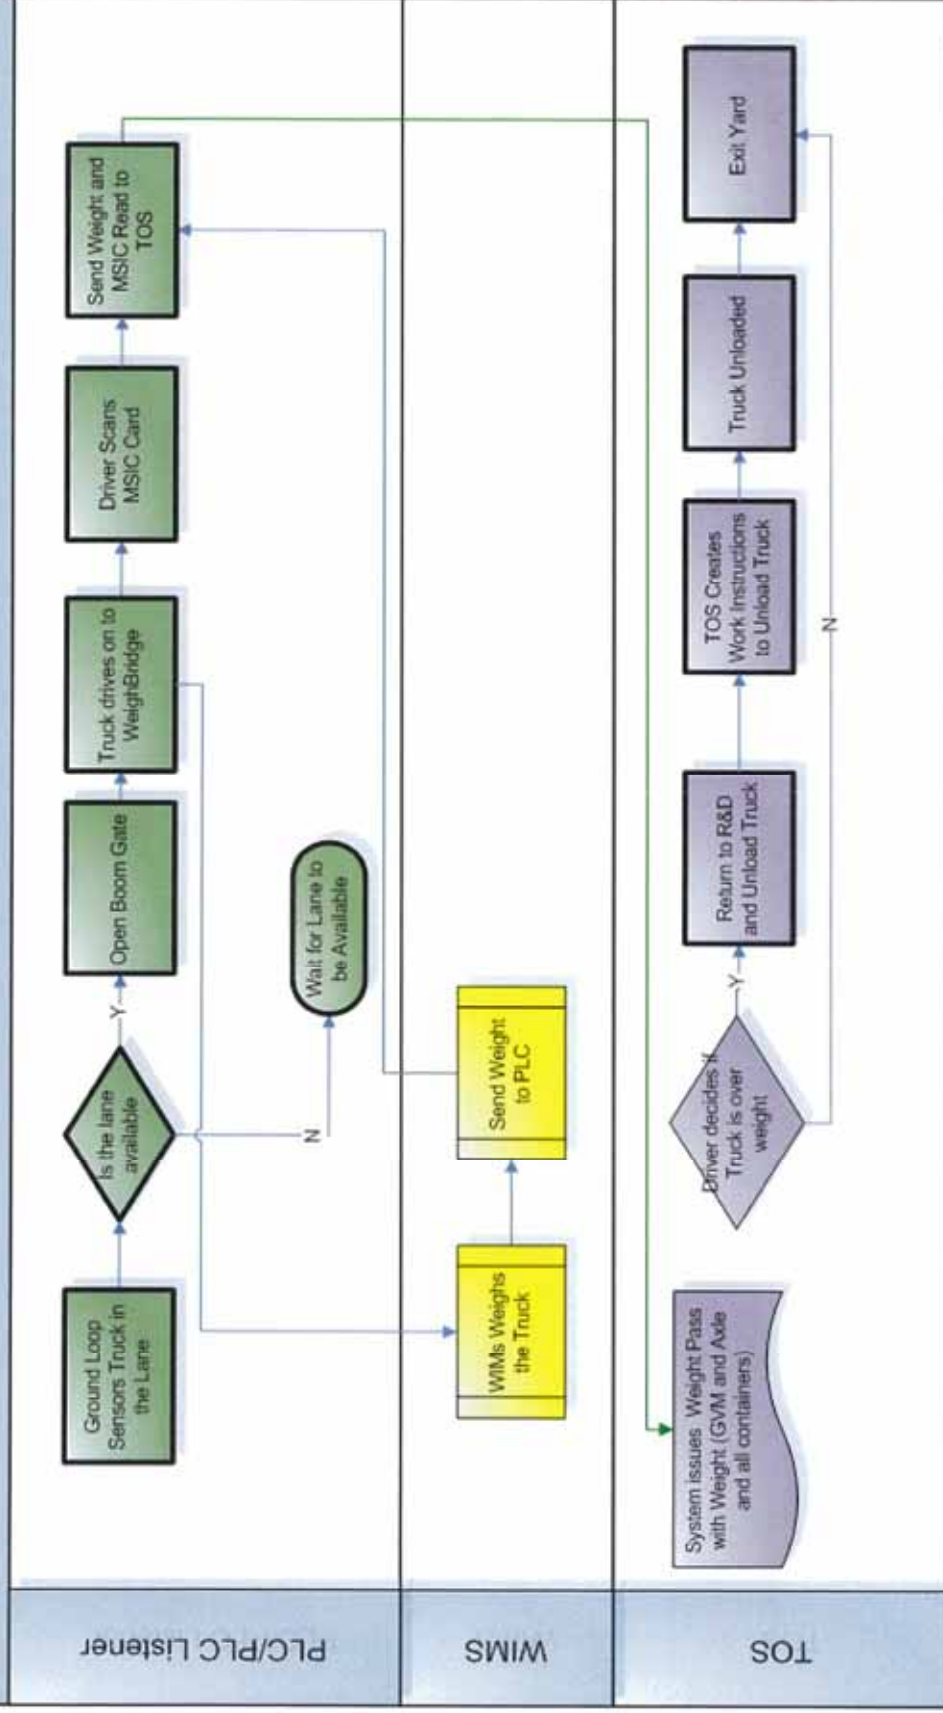 PLC/PLC Listener
Ground Loop
Sensors Truck in
the Lane
Is the lane
available
Y
N
Open Boom Gate
Wait for Lane to
be Available
Truck drives on to
WeighBridge
Driver Scans
MSIC Card
Send Weight and
MSIC Read to
TOS
WIMS
WIMs Weighs
the Truck
Send Weight
to PLC
TOS
System issues Weight Pass
with Weight (GVM and Axle
and all containers)
Driver decides if
Truck is over
weight
Y
N
Return to R&D
and Unload Truck
TOS Creates
Work Instructions
to Unload Truck
Truck Unloaded
Exit Yard